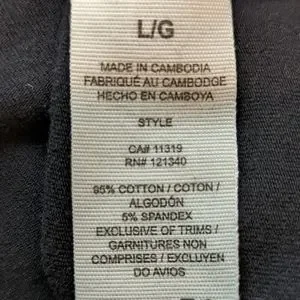 L/G
MADE IN CAMBODIA
FABRIQUÉ AU CAMBODGE
HECHO EN CAMBOYA
STYLE
CA# 11319
RN# 121340
95% COTTON / COTON /
ALGODÓN
5% SPANDEX
EXCLUSIVE OF TRIMS /
GARNITURES NON
COMPRISES / EXCLUYEN
DO AVIOS